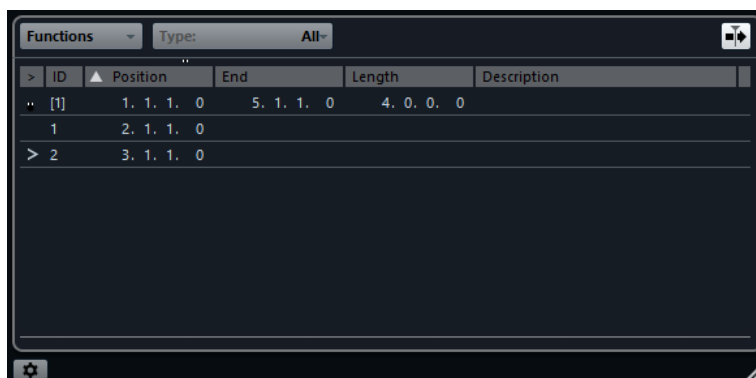 Functions Type: All
> ID Position End Length Description
[1] 1. 1. 1. 0 5. 1. 1. 0 4. 0. 0. 0
1 2. 1. 1. 0
> 2 3. 1. 1. 0